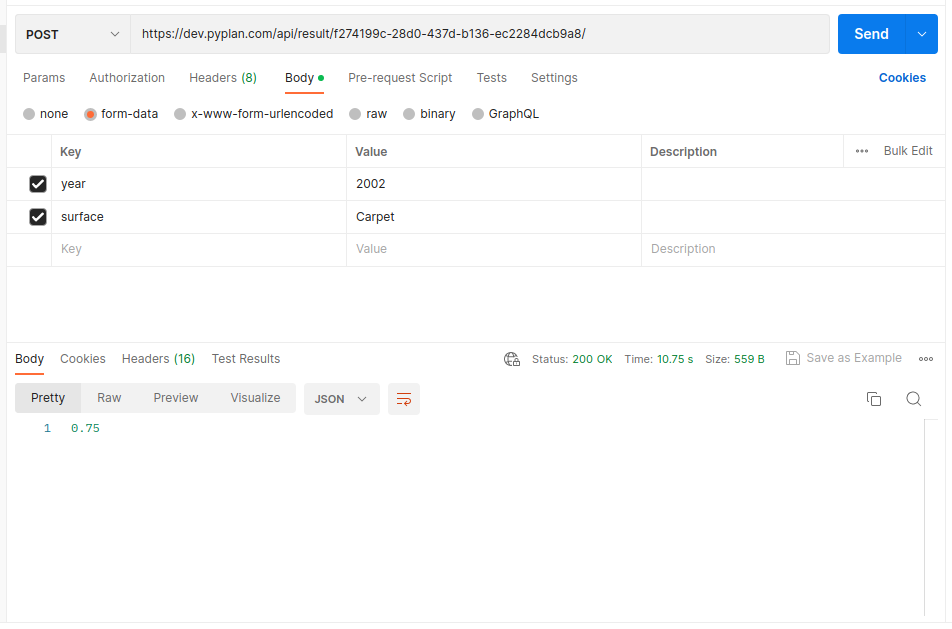 POST https://dev.pyplan.com/api/result/f274199c-28d0-437d-b136-ec2284dcb9a8/ Send
Params Authorization Headers (8) Body Pre-request Script Tests Settings Cookies
none form-data x-www-form-urlencoded raw binary GraphQL
Key Value Description Bulk Edit
year 2002
surface Carpet
Key Value Description
Body Cookies Headers (16) Test Results Status: 200 OK Time: 10.75 s Size: 559 B Save as Example
Pretty Raw Preview Visualize JSON
1 0.75